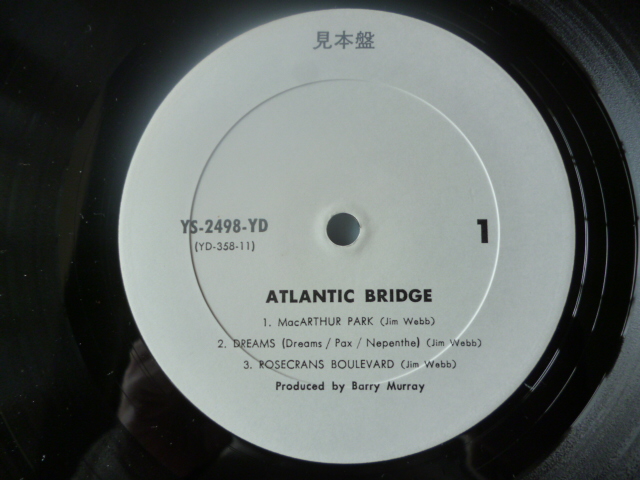 見本盤
YS-2498-YD
(YD-358-11)
1
ATLANTIC BRIDGE
1. MacARTHUR PARK (Jim Webb)
2. DREAMS (Dreams / Pax / Nepenthe) (Jim Webb)
3. ROSECRANS BOULEVARD (Jim Webb)
Produced by Barry Murray